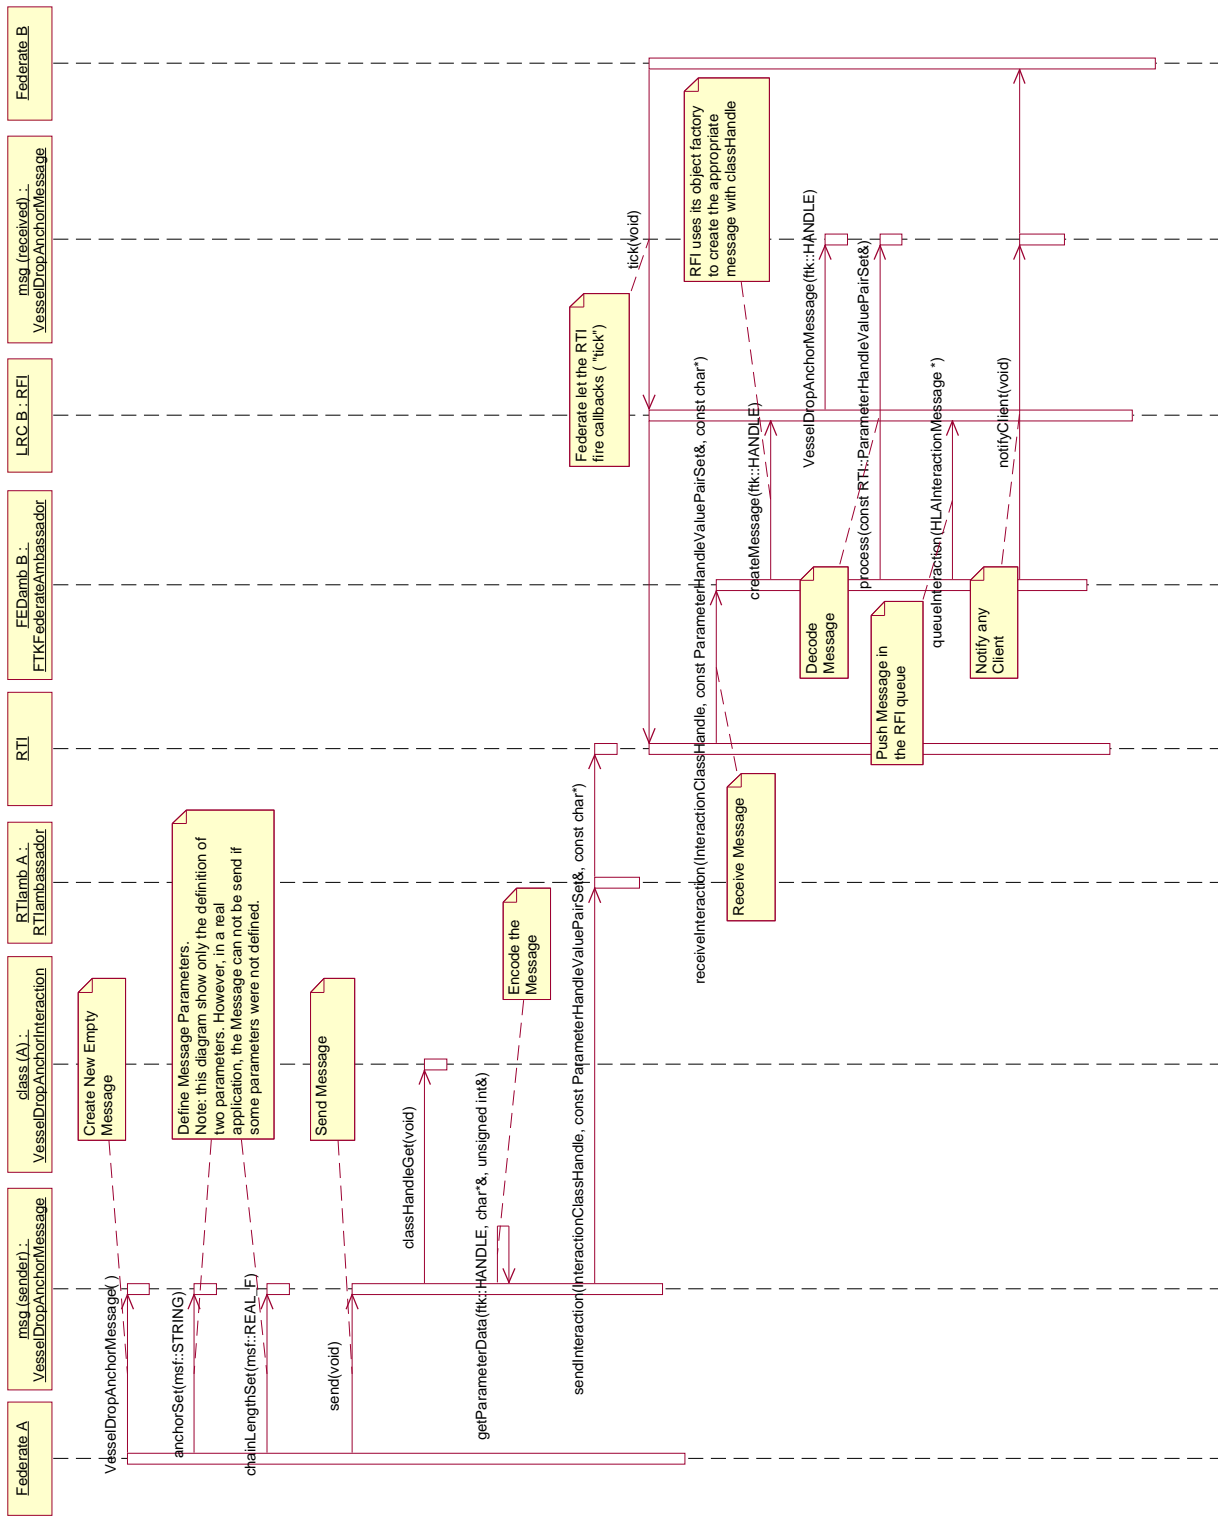 Federate A
msg (sender) :
VesselDropAnchorMessage
class (A) :
VesselDropAnchorInteraction
RTIamb A :
RTIambassador
RTI
FEDamb B :
FTKFederateAmbassador
LRC B : RFI
msg (received) :
VesselDropAnchorMessage
Federate B
Create New Empty
Message
VesselDropAnchorMessage( )
Define Message Parameters.
Note: this diagram show only the definition of
two parameters. However, in a real
application, the Message can not be send if
some parameters were not defined.
anchorSet(msf::STRING)
chainLengthSet(msf::REAL_F)
Send Message
send(void)
classHandleGet(void)
Encode the
Message
getParameterData(ftk::HANDLE, char*&, unsigned int&)
sendInteraction(InteractionClassHandle, const ParameterHandleValuePairSet&, const char*)
Federate let the RTI
fire callbacks ( "tick")
tick(void)
receiveInteraction(InteractionClassHandle, const ParameterHandleValuePairSet&, const char*)
Receive Message
RFI uses its object factory
to create the appropriate
message with classHandle
createMessage(ftk::HANDLE)
VesselDropAnchorMessage(ftk::HANDLE)
Decode
Message
process(const RTI::ParameterHandleValuePairSet&)
Push Message in
the RFI queue
queueInteraction(HLAInteractionMessage *)
Notify any
Client
notifyClient(void)